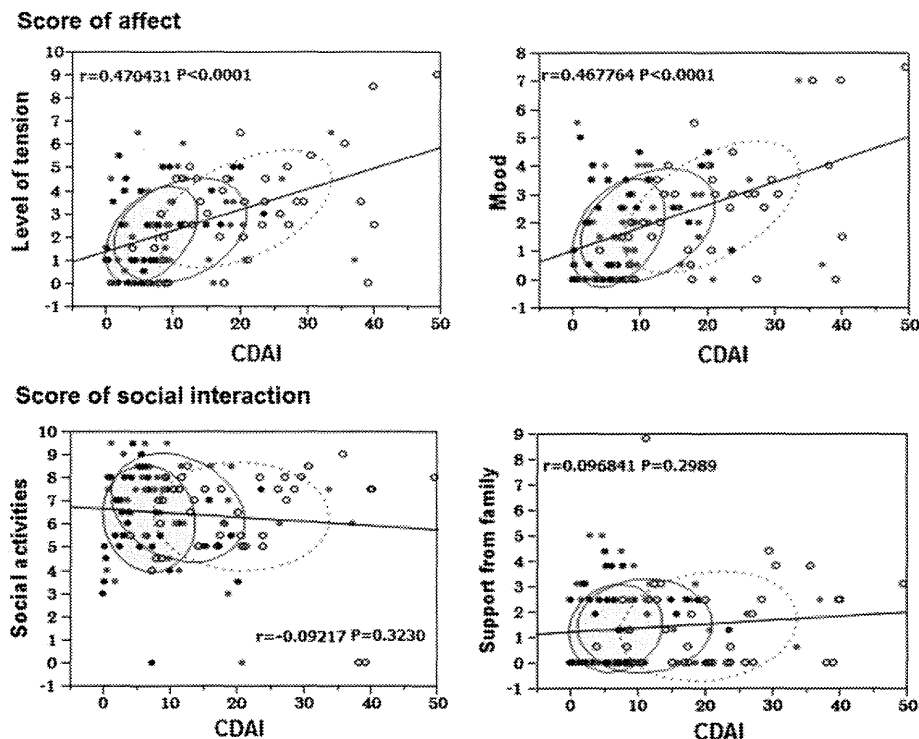 Score of affect
10
9
8
7
6
5
4
3
2
1
0
-1
r=0.470431 P<0.0001
Level of tension
0 10 20 30 40 50
CDAI
8
7
6
5
4
3
2
1
0
-1
r=0.467764 P<0.0001
Mood
0 10 20 30 40 50
CDAI
Score of social interaction
10
9
8
7
6
5
4
3
2
1
0
-1
Social activities
r=-0.09217 P=0.3230
0 10 20 30 40 50
CDAI
9
8
7
6
5
4
3
2
1
0
-1
r=0.096841 P=0.2989
Support from family
0 10 20 30 40 50
CDAI